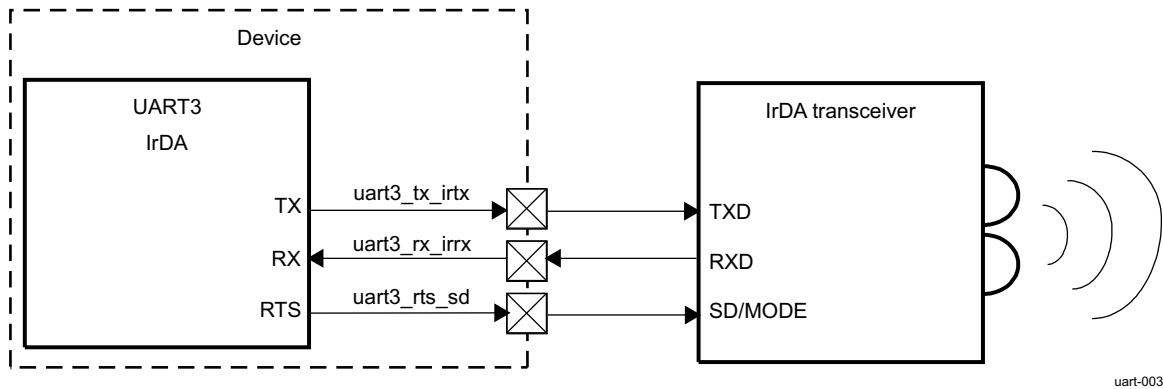 Device
UART3
IrDA
IrDA transceiver
TX
uart3_tx_irtx
TXD
RX
uart3_rx_irrx
RXD
RTS
uart3_rts_sd
SD/MODE
uart-003